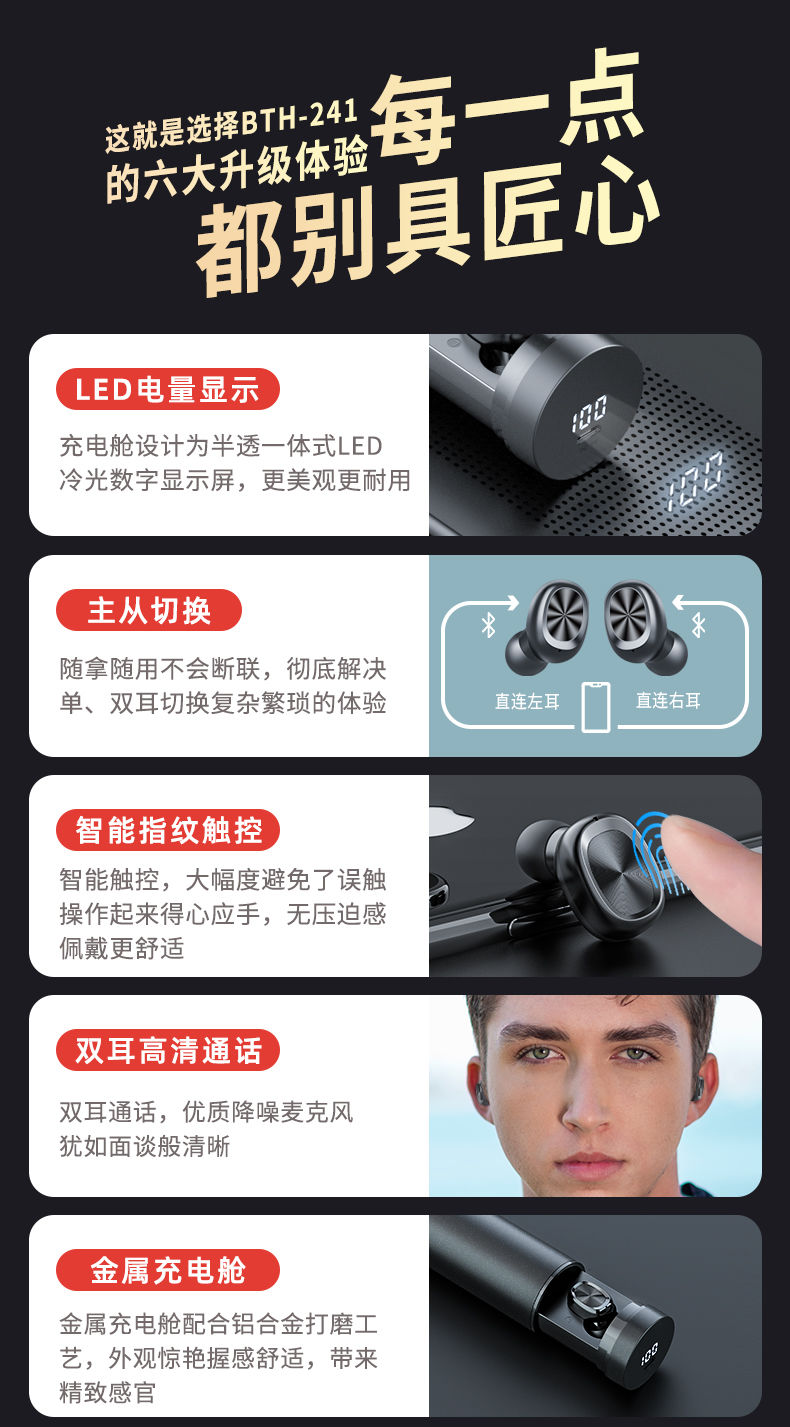 这就是选择BTH-241
的六大升级体验
每一点
都别具匠心
LED电量显示
充电舱设计为半透一体式LED
冷光数字显示屏，更美观更耐用
100
100
主从切换
随拿随用不会断联，彻底解决
单、双耳切换复杂繁琐的体验
直连左耳
直连右耳
智能指纹触控
智能触控，大幅度避免了误触
操作起来得心应手，无压迫感
佩戴更舒适
双耳高清通话
双耳通话，优质降噪麦克风
犹如面谈般清晰
金属充电舱
金属充电舱配合铝合金打磨工
艺，外观惊艳握感舒适，带来
精致感官
100